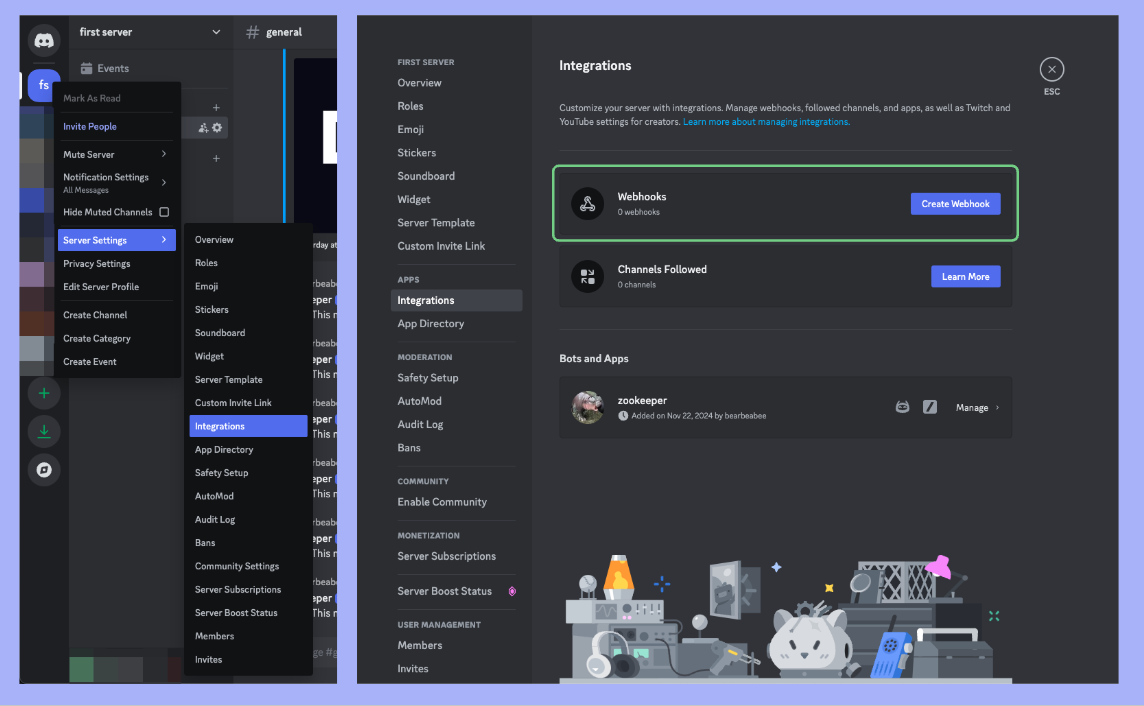 first server
# general
Events
fs
Mark As Read
Invite People
Mute Server
Notification Settings
All Messages
Hide Muted Channels
Server Settings
Privacy Settings
Edit Server Profile
Create Channel
Create Category
Create Event
Overview
Roles
Emoji
Stickers
Soundboard
Widget
Server Template
Custom Invite Link
Integrations
App Directory
Safety Setup
AutoMod
Audit Log
Bans
Community Settings
Server Subscriptions
Server Boost Status
Members
Invites
FIRST SERVER
Overview
Roles
Emoji
Stickers
Soundboard
Widget
Server Template
Custom Invite Link
APPS
Integrations
App Directory
MODERATION
Safety Setup
AutoMod
Audit Log
Bans
COMMUNITY
Enable Community
MONETIZATION
Server Subscriptions
Server Boost Status
USER MANAGEMENT
Members
Invites
Integrations
ESC
Customize your server with integrations. Manage webhooks, followed channels, and apps, as well as Twitch and
YouTube settings for creators. Learn more about managing integrations.
Webhooks
0 webhooks
Create Webhook
Channels Followed
0 channels
Learn More
Bots and Apps
zookeeper
Added on Nov 22, 2024 by bearbeabee
Manage